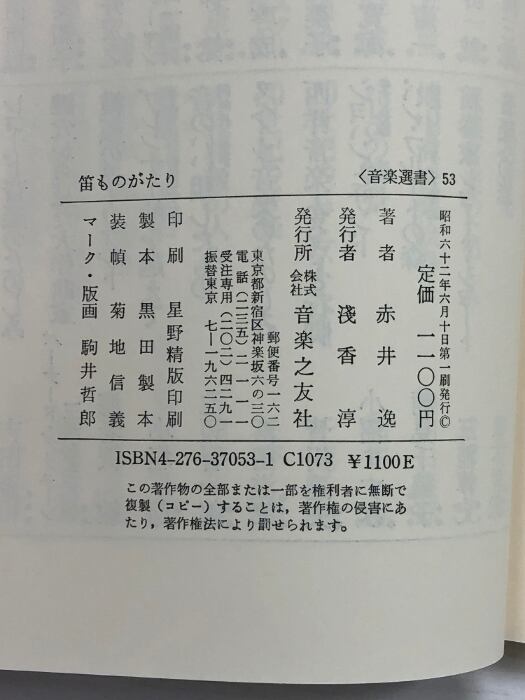 笛ものがたり
〈音楽選書〉53
昭和六十二年六月十日第一刷発行©
定価 一一〇〇円
著者 赤井逸
発行者 淺香淳
発行所 株式会社 音楽之友社
郵便番号一六二
東京都新宿区神楽坂六の三〇
電話(二三五)二一一一
受注専用(二〇二)四二九一
振替東京 七―一九六二五〇
印刷 星野精版印刷
製本 黒田製本
装幀 菊地信義
マーク・版画 駒井哲郎
ISBN4-276-37053-1 C1073 ¥1100E
この著作物の全部または一部を権利者に無断で
複製(コピー)することは,著作権の侵害にあ
たり,著作権法により罰せられます。